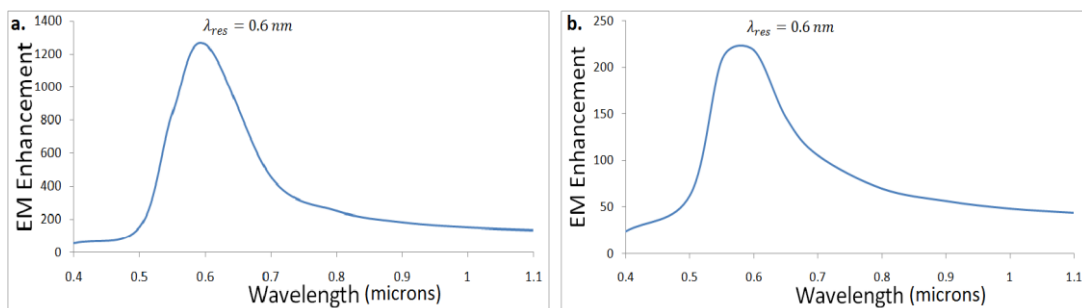 a.
λres = 0.6 nm
EM Enhancement
1400
1200
1000
800
600
400
200
0
0.4 0.5 0.6 0.7 0.8 0.9 1 1.1
Wavelength (microns)
b.
λres = 0.6 nm
EM Enhancement
250
200
150
100
50
0
0.4 0.5 0.6 0.7 0.8 0.9 1 1.1
Wavelength (microns)